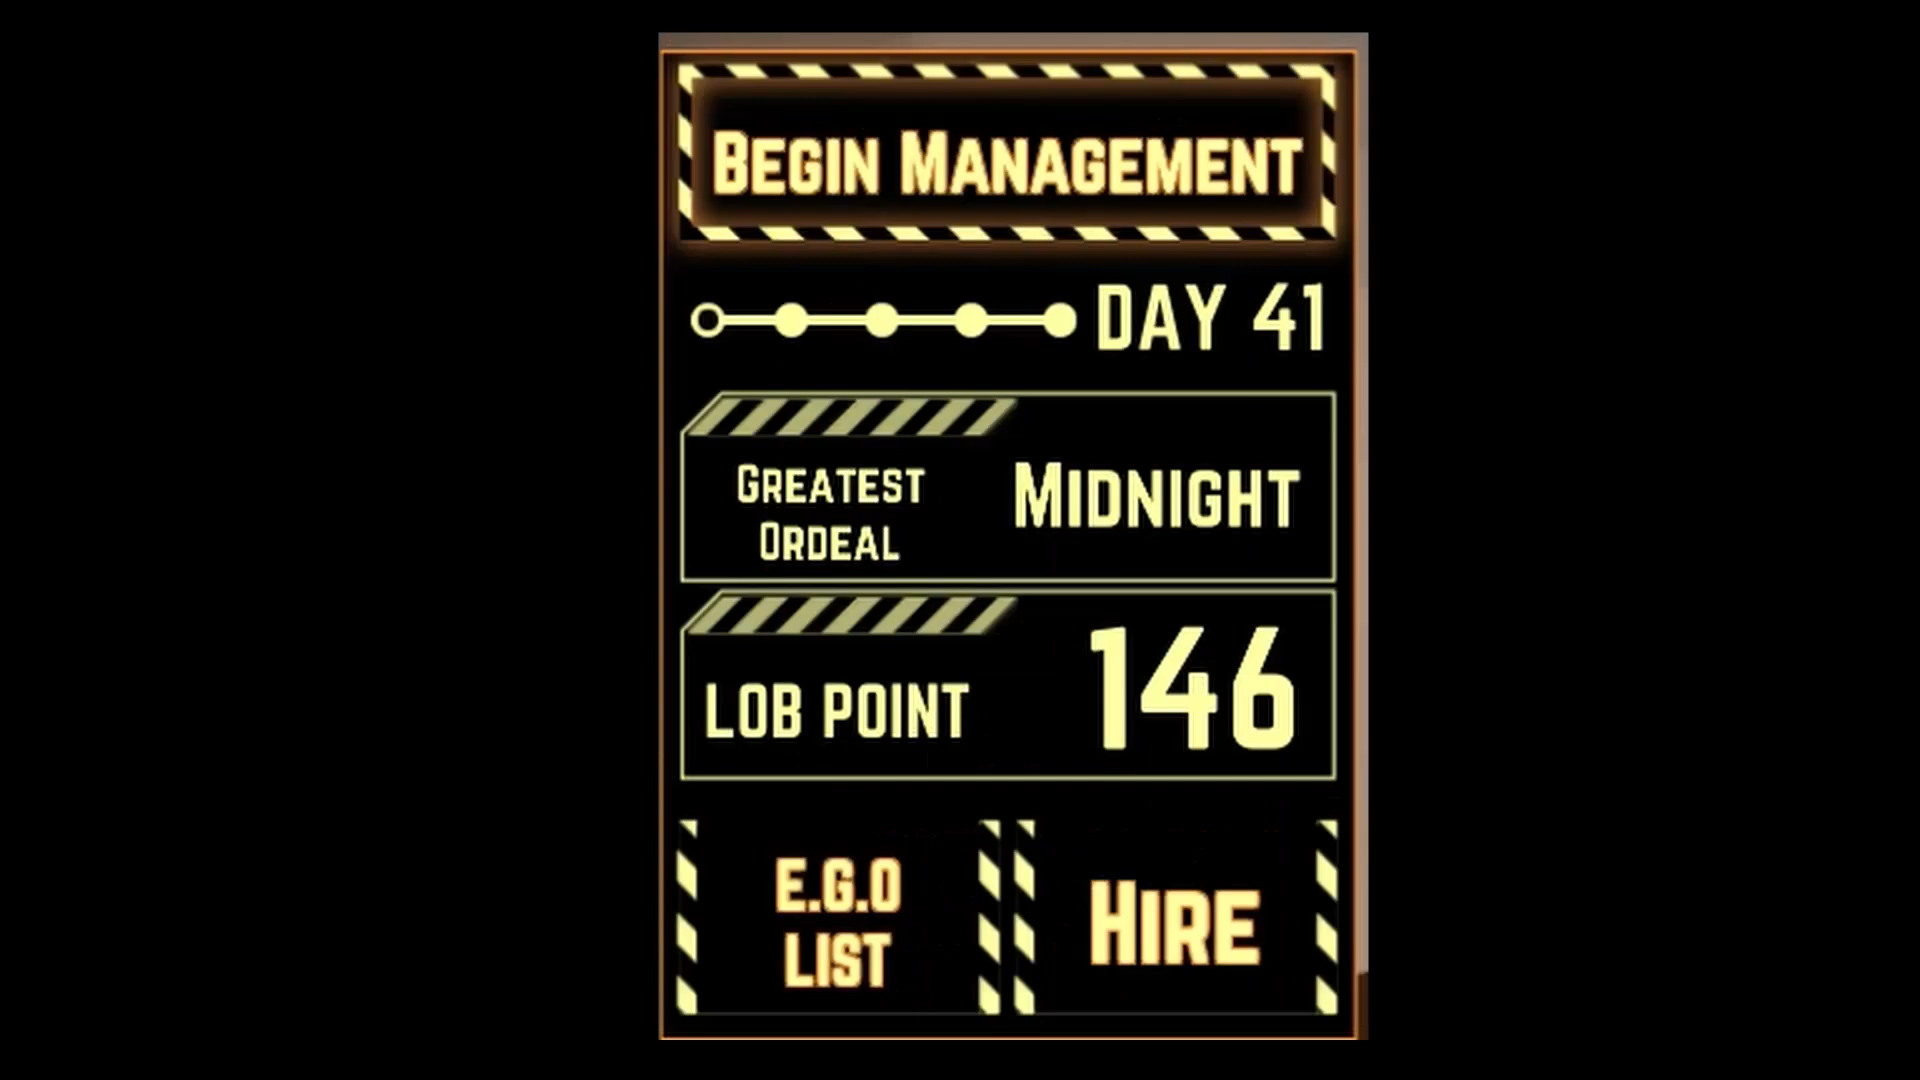 Begin Management
DAY 41
Greatest
Ordeal
Midnight
LOB POINT
146
E.G.O
LIST
Hire